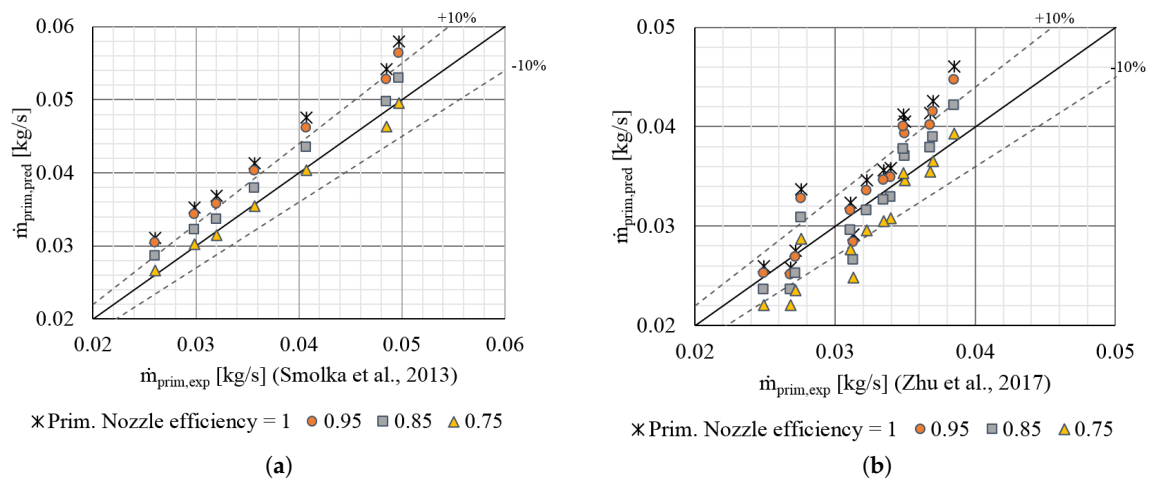 +10%
-10%
0.06
0.05
0.04
0.03
0.02
ṁprim,pred [kg/s]
0.02 0.03 0.04 0.05 0.06
ṁprim,exp [kg/s] (Smolka et al., 2013)
Prim. Nozzle efficiency = 1 0.95 0.85 0.75
(a)
+10%
-10%
0.05
0.04
0.03
0.02
ṁprim,pred [kg/s]
0.02 0.03 0.04 0.05
ṁprim,exp [kg/s] (Zhu et al., 2017)
Prim. Nozzle efficiency = 1 0.95 0.85 0.75
(b)